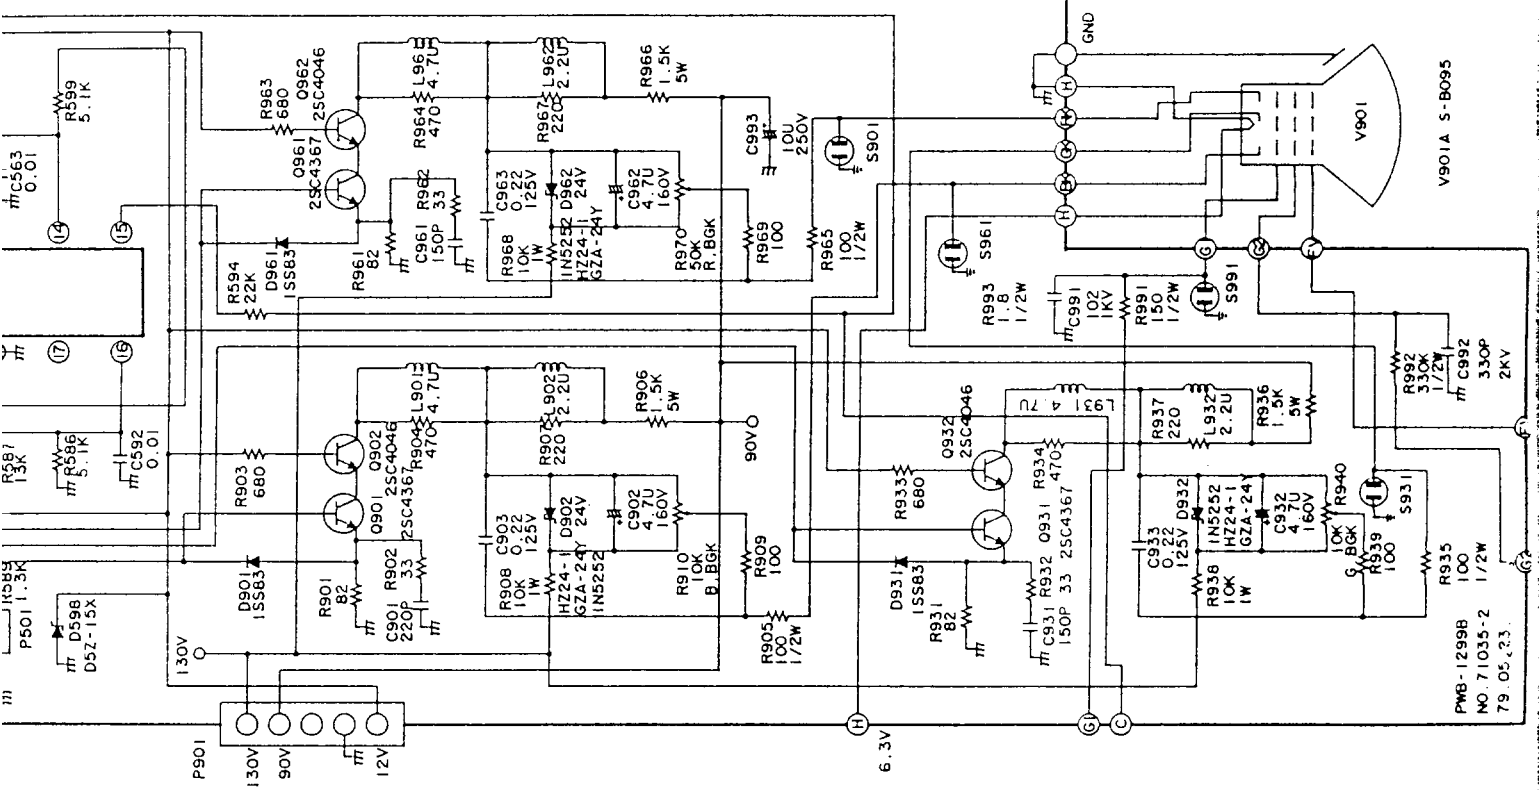 R599
5.1K
C563
0.01
14
15
17
16
R594
22K
R587
13K
R586
5.1K
C592
0.01
R589
1.3K
P501
D598
D5Z-15X
R963
680
Q962
2SC4046
Q961
2SC4367
D961
1SS83
R961
82
R962
33
C961
150P
L961
4.7U
R964
470
L962
2.2U
R967
220
R966
1.5K
5W
C963
0.22
125V
D962
24V
1N5252
HZ24-1
GZA-24Y
C962
4.7U
160V
R968
10K
1W
R970
50K
R.BGK
R969
100
C993
10U
250V
S901
R965
100
1/2W
S961
GND
H
H
G
V901
V901A S-B095
R993
1.8
1/2W
C991
102
1KV
R991
150
1/2W
S991
R992
330K
1/2W
C992
330P
2KV
R903
680
Q902
2SC4046
Q901
2SC4367
D901
1SS83
R901
82
R902
33
C901
220P
L901
4.7U
R904
470
L902
2.2U
R907
220
R906
1.5K
5W
90V
C903
0.22
125V
D902
24V
HZ24-1
GZA-24Y
1N5252
C902
4.7U
160V
R908
10K
1W
R910
10K
B.BGK
R909
100
R905
100
1/2W
R933
680
Q932
2SC4046
Q931
2SC4367
D931
1SS83
R931
82
R932
33
C931
150P
L931 4.7U
R934
470
R937
220
L932
2.2U
R936
1.5K
5W
C933
0.22
125V
D932
1N5252
HZ24-1
GZA-24Y
C932
4.7U
160V
R938
10K
1W
R940
10K
G.BGK
R939
100
S931
R935
100
1/2W
130V
P901
130V
90V
12V
H
6.3V
G1
C
PWB-1299B
NO.71035-2
79.05.23.